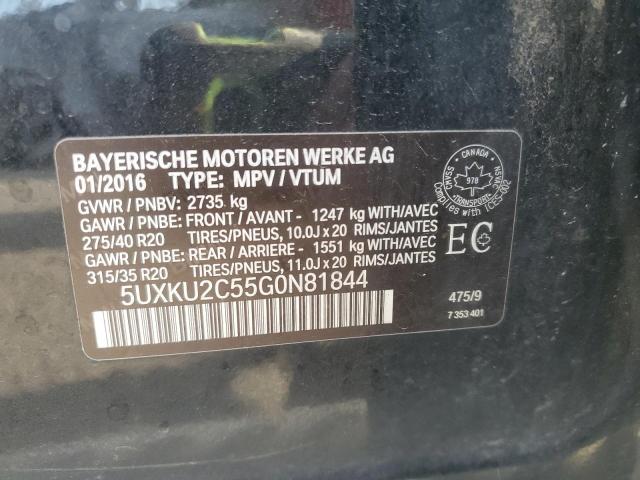 BAYERISCHE MOTOREN WERKE AG
01/2016 TYPE: MPV / VTUM
GVWR / PNBV: 2735 kg
GAWR / PNBE: FRONT / AVANT - 1247 kg WITH/AVEC
275/40 R20 TIRES/PNEUS, 10.0J x 20 RIMS/JANTES
GAWR / PNBE: REAR / ARRIERE - 1551 kg WITH/AVEC
315/35 R20 TIRES/PNEUS, 11.0J x 20 RIMS/JANTES
5UXKU2C55G0N81844
CANADA
978
TRANSPORT
Complies with ICES-002
EC
475/9
7 353 401